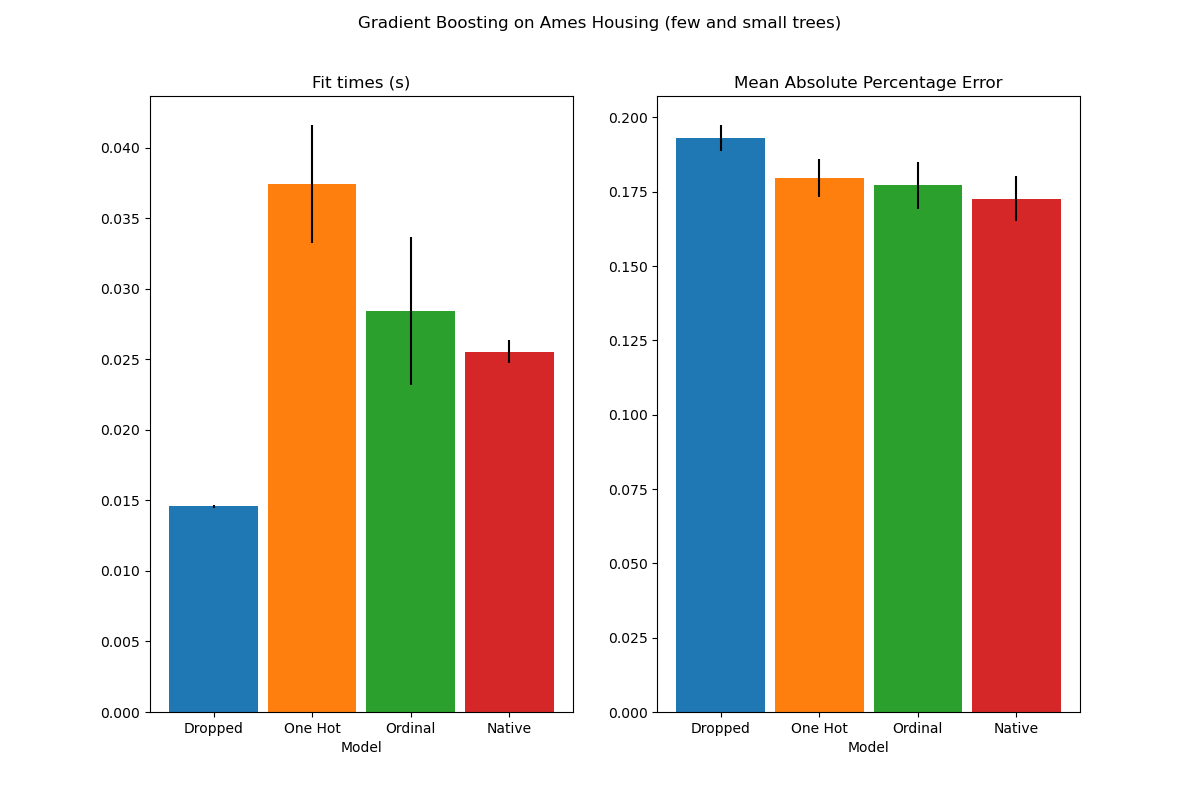 Gradient Boosting on Ames Housing (few and small trees)
Fit times (s)
0.040
0.035
0.030
0.025
0.020
0.015
0.010
0.005
0.000
Dropped One Hot Ordinal Native
Model
Mean Absolute Percentage Error
0.200
0.175
0.150
0.125
0.100
0.075
0.050
0.025
0.000
Dropped One Hot Ordinal Native
Model